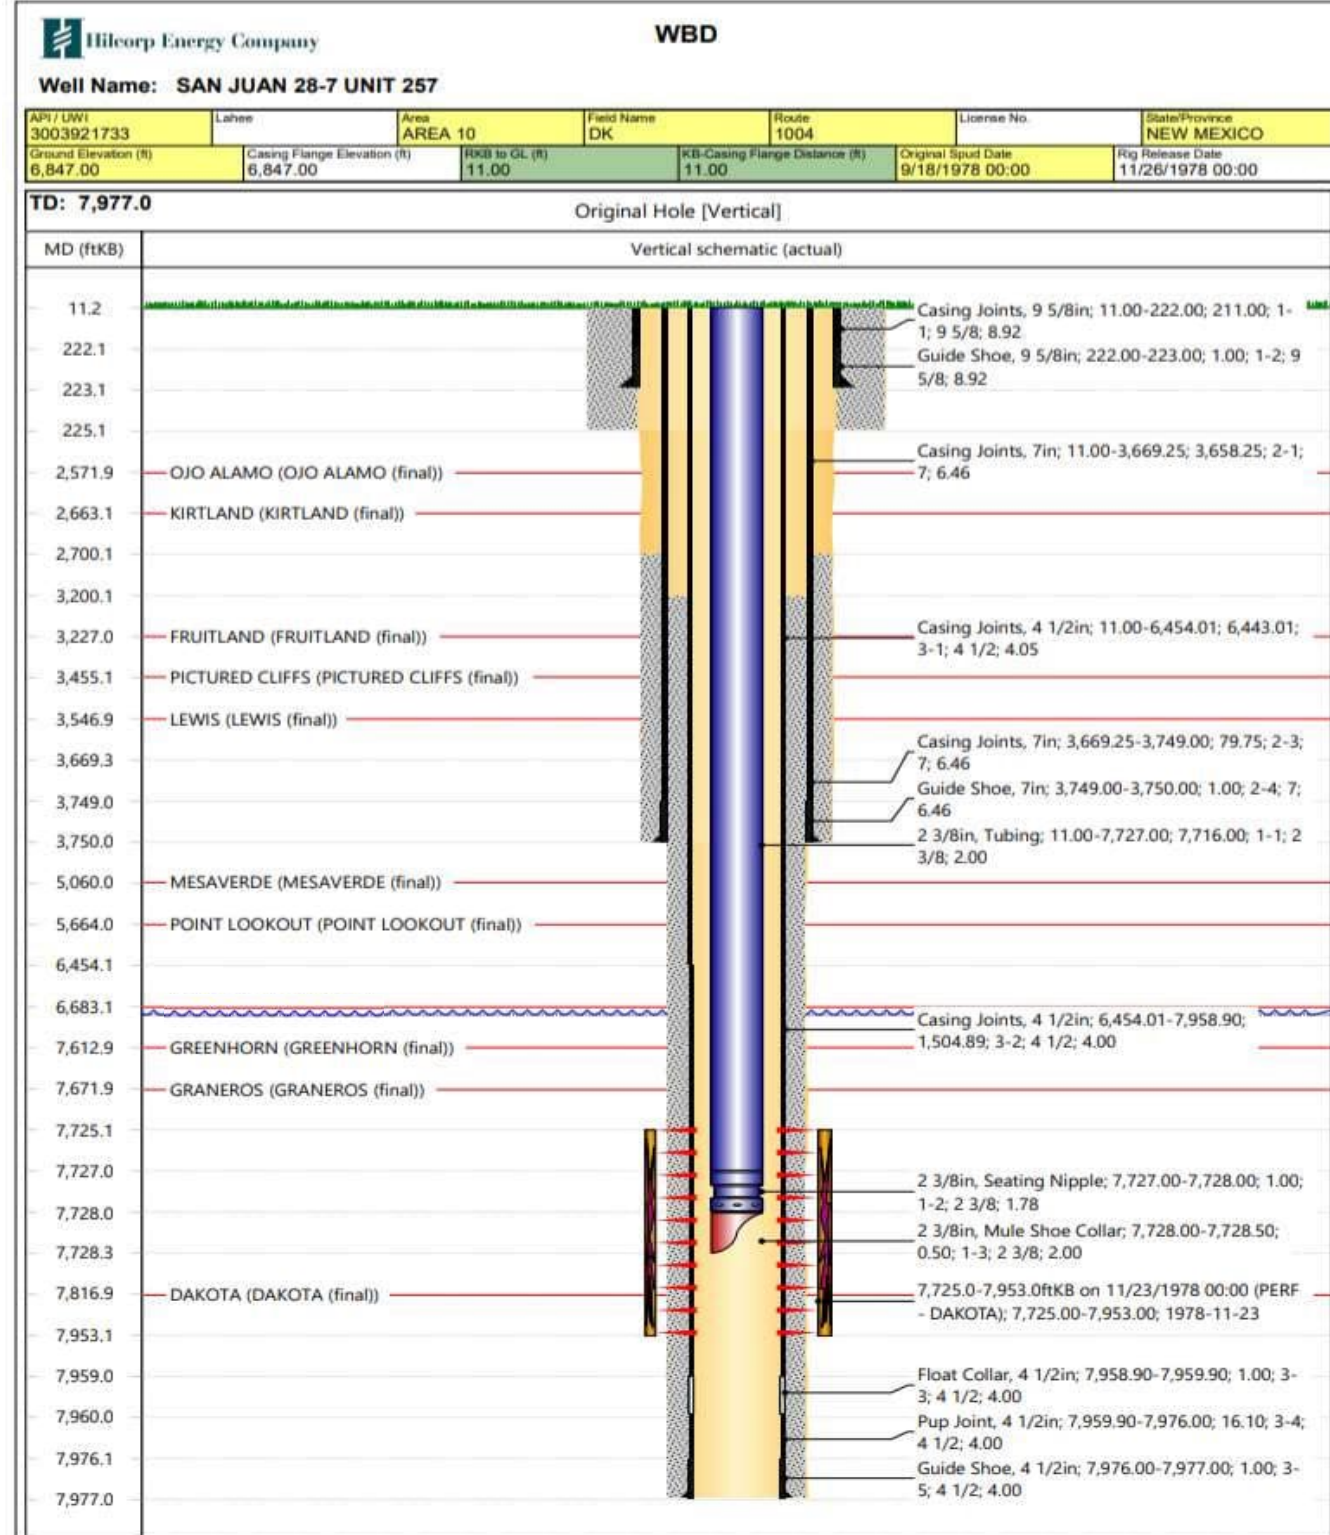 Hilcorp Energy Company
WBD
Well Name: SAN JUAN 28-7 UNIT 257
API / UWI
3003921733
Lahee
Area
AREA 10
Field Name
DK
Route
1004
License No.
State/Province
NEW MEXICO
Ground Elevation (ft)
6,847.00
Casing Flange Elevation (ft)
6,847.00
RKB to GL (ft)
11.00
KB-Casing Flange Distance (ft)
11.00
Original Spud Date
9/18/1978 00:00
Rig Release Date
11/26/1978 00:00
TD: 7,977.0
Original Hole [Vertical]
MD (ftKB)
Vertical schematic (actual)
11.2
Casing Joints, 9 5/8in; 11.00-222.00; 211.00; 1-
1; 9 5/8; 8.92
222.1
Guide Shoe, 9 5/8in; 222.00-223.00; 1.00; 1-2; 9
5/8; 8.92
223.1
225.1
Casing Joints, 7in; 11.00-3,669.25; 3,658.25; 2-1;
7; 6.46
2,571.9
OJO ALAMO (OJO ALAMO (final))
2,663.1
KIRTLAND (KIRTLAND (final))
2,700.1
3,200.1
3,227.0
FRUITLAND (FRUITLAND (final))
Casing Joints, 4 1/2in; 11.00-6,454.01; 6,443.01;
3-1; 4 1/2; 4.05
3,455.1
PICTURED CLIFFS (PICTURED CLIFFS (final))
3,546.9
LEWIS (LEWIS (final))
3,669.3
Casing Joints, 7in; 3,669.25-3,749.00; 79.75; 2-3;
7; 6.46
3,749.0
Guide Shoe, 7in; 3,749.00-3,750.00; 1.00; 2-4; 7;
6.46
3,750.0
2 3/8in, Tubing; 11.00-7,727.00; 7,716.00; 1-1; 2
3/8; 2.00
5,060.0
MESAVERDE (MESAVERDE (final))
5,664.0
POINT LOOKOUT (POINT LOOKOUT (final))
6,454.1
6,683.1
Casing Joints, 4 1/2in; 6,454.01-7,958.90;
1,504.89; 3-2; 4 1/2; 4.00
7,612.9
GREENHORN (GREENHORN (final))
7,671.9
GRANEROS (GRANEROS (final))
7,725.1
7,727.0
2 3/8in, Seating Nipple; 7,727.00-7,728.00; 1.00;
1-2; 2 3/8; 1.78
7,728.0
2 3/8in, Mule Shoe Collar; 7,728.00-7,728.50;
0.50; 1-3; 2 3/8; 2.00
7,728.3
7,816.9
DAKOTA (DAKOTA (final))
7,725.0-7,953.0ftKB on 11/23/1978 00:00 (PERF
- DAKOTA); 7,725.00-7,953.00; 1978-11-23
7,953.1
7,959.0
Float Collar, 4 1/2in; 7,958.90-7,959.90; 1.00; 3-
3; 4 1/2; 4.00
7,960.0
Pup Joint, 4 1/2in; 7,959.90-7,976.00; 16.10; 3-4;
4 1/2; 4.00
7,976.1
Guide Shoe, 4 1/2in; 7,976.00-7,977.00; 1.00; 3-
5; 4 1/2; 4.00
7,977.0